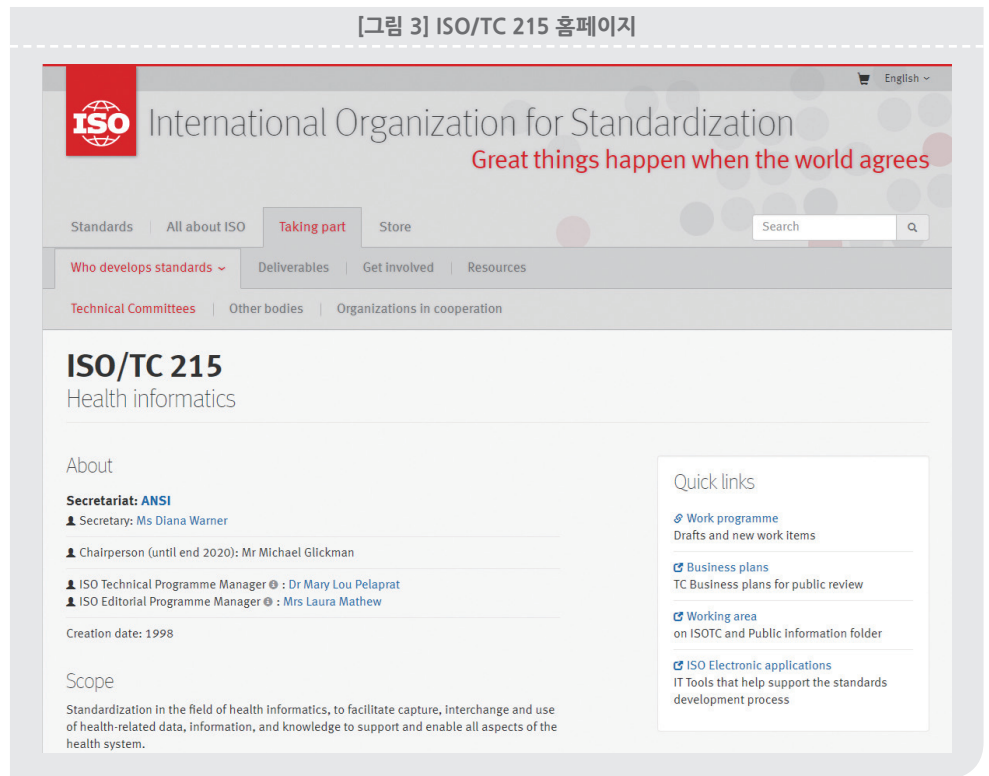 [그림 3] ISO/TC 215 홈페이지
English
ISO
International Organization for Standardization
Great things happen when the world agrees
Standards All about ISO Taking part Store Search
Who develops standards Deliverables Get involved Resources
Technical Committees Other bodies Organizations in cooperation
ISO/TC 215
Health informatics
About
Secretariat: ANSI
Secretary: Ms Diana Warner
Chairperson (until end 2020): Mr Michael Glickman
ISO Technical Programme Manager : Dr Mary Lou Pelaprat
ISO Editorial Programme Manager : Mrs Laura Mathew
Creation date: 1998
Scope
Standardization in the field of health informatics, to facilitate capture, interchange and use
of health-related data, information, and knowledge to support and enable all aspects of the
health system.
Quick links
Work programme
Drafts and new work items
Business plans
TC Business plans for public review
Working area
on ISOTC and Public information folder
ISO Electronic applications
IT Tools that help support the standards
development process